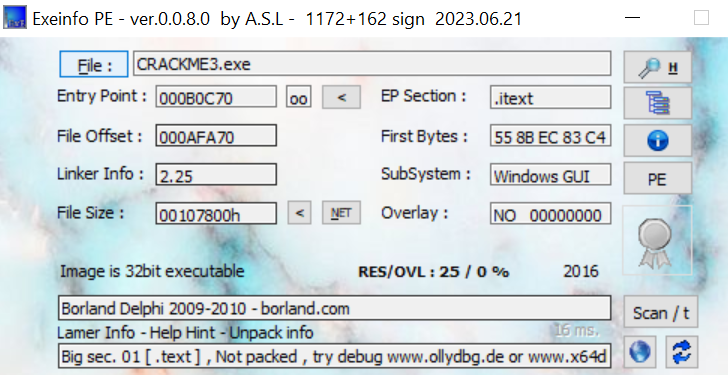 Exeinfo PE - ver.0.0.8.0 by A.S.L - 1172+162 sign 2023.06.21
File : CRACKME3.exe H
Entry Point : 000B0C70 oo < EP Section : .itext
File Offset : 000AFA70 First Bytes : 55 8B EC 83 C4
Linker Info : 2.25 SubSystem : Windows GUI PE
File Size : 00107800h < NET Overlay : NO 00000000
Image is 32bit executable RES/OVL : 25 / 0 % 2016
Borland Delphi 2009-2010 - borland.com Scan / t
Lamer Info - Help Hint - Unpack info 16 ms.
Big sec. 01 [ .text ] , Not packed , try debug www.ollydbg.de or www.x64d